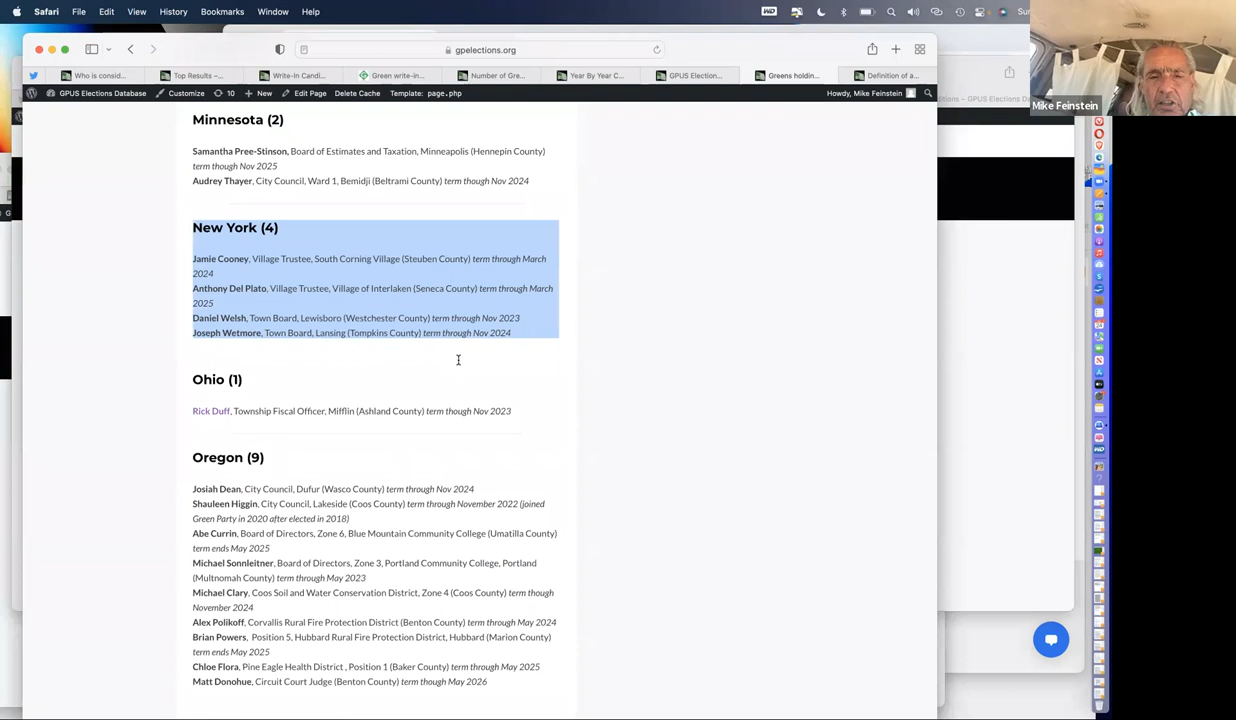 Safari File Edit View History Bookmarks Window Help
gpelections.org
Who is consid... Top Results –... Write-In Candi... Green write-in... Number of Gre... Year By Year C... GPUS Election... Greens holdin... Definition of a...
GPUS Elections Database Customize 10 New Edit Page Delete Cache Template: page.php Howdy, Mike Feinstein
Mike Feinstein
Minnesota (2)
Samantha Pree-Stinson, Board of Estimates and Taxation, Minneapolis (Hennepin County)
term though Nov 2025
Audrey Thayer, City Council, Ward 1, Bemidji (Beltrami County) term though Nov 2024
New York (4)
Jamie Cooney, Village Trustee, South Corning Village (Steuben County) term through March
2024
Anthony Del Plato, Village Trustee, Village of Interlaken (Seneca County) term through March
2025
Daniel Welsh, Town Board, Lewisboro (Westchester County) term through Nov 2023
Joseph Wetmore, Town Board, Lansing (Tompkins County) term through Nov 2024
Ohio (1)
Rick Duff, Township Fiscal Officer, Mifflin (Ashland County) term though Nov 2023
Oregon (9)
Josiah Dean, City Council, Dufur (Wasco County) term through Nov 2024
Shauleen Higgin, City Council, Lakeside (Coos County) term through November 2022 (joined
Green Party in 2020 after elected in 2018)
Abe Currin, Board of Directors, Zone 6, Blue Mountain Community College (Umatilla County)
term ends May 2025
Michael Sonnleitner, Board of Directors, Zone 3, Portland Community College, Portland
(Multnomah County) term through May 2023
Michael Clary, Coos Soil and Water Conservation District, Zone 4 (Coos County) term though
November 2024
Alex Polikoff, Corvallis Rural Fire Protection District (Benton County) term through May 2024
Brian Powers, Position 5, Hubbard Rural Fire Protection District, Hubbard (Marion County)
term ends May 2025
Chloe Flora, Pine Eagle Health District , Position 1 (Baker County) term through May 2025
Matt Donohue, Circuit Court Judge (Benton County) term though May 2026